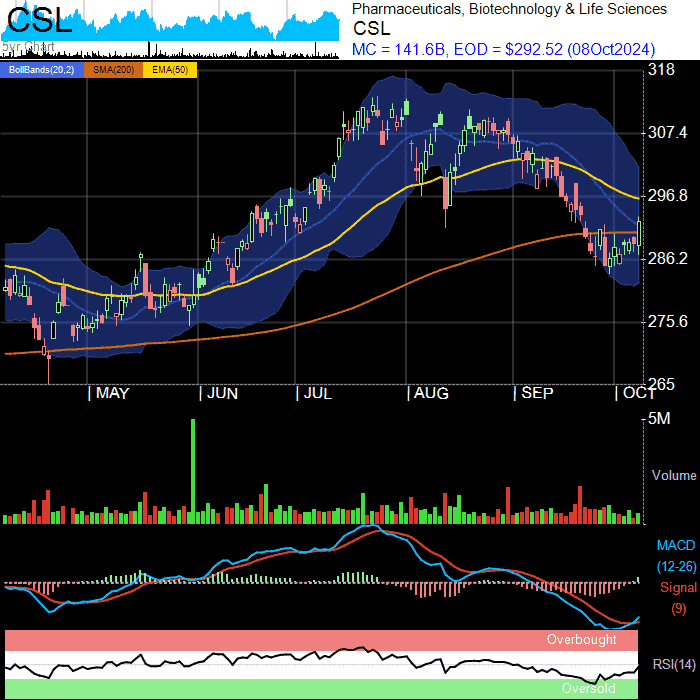 Pharmaceuticals, Biotechnology & Life Sciences
CSL
CSL
MC = 141.6B, EOD = $292.52 (08Oct2024)
5yr Chart
BollBands(20,2) SMA(200) EMA(50)
318
307.4
296.8
286.2
275.6
265
| MAY | JUN | JUL | AUG | SEP | OCT
5M
Volume
MACD
(12-26)
Signal
(9)
Overbought
RSI(14)
Oversold